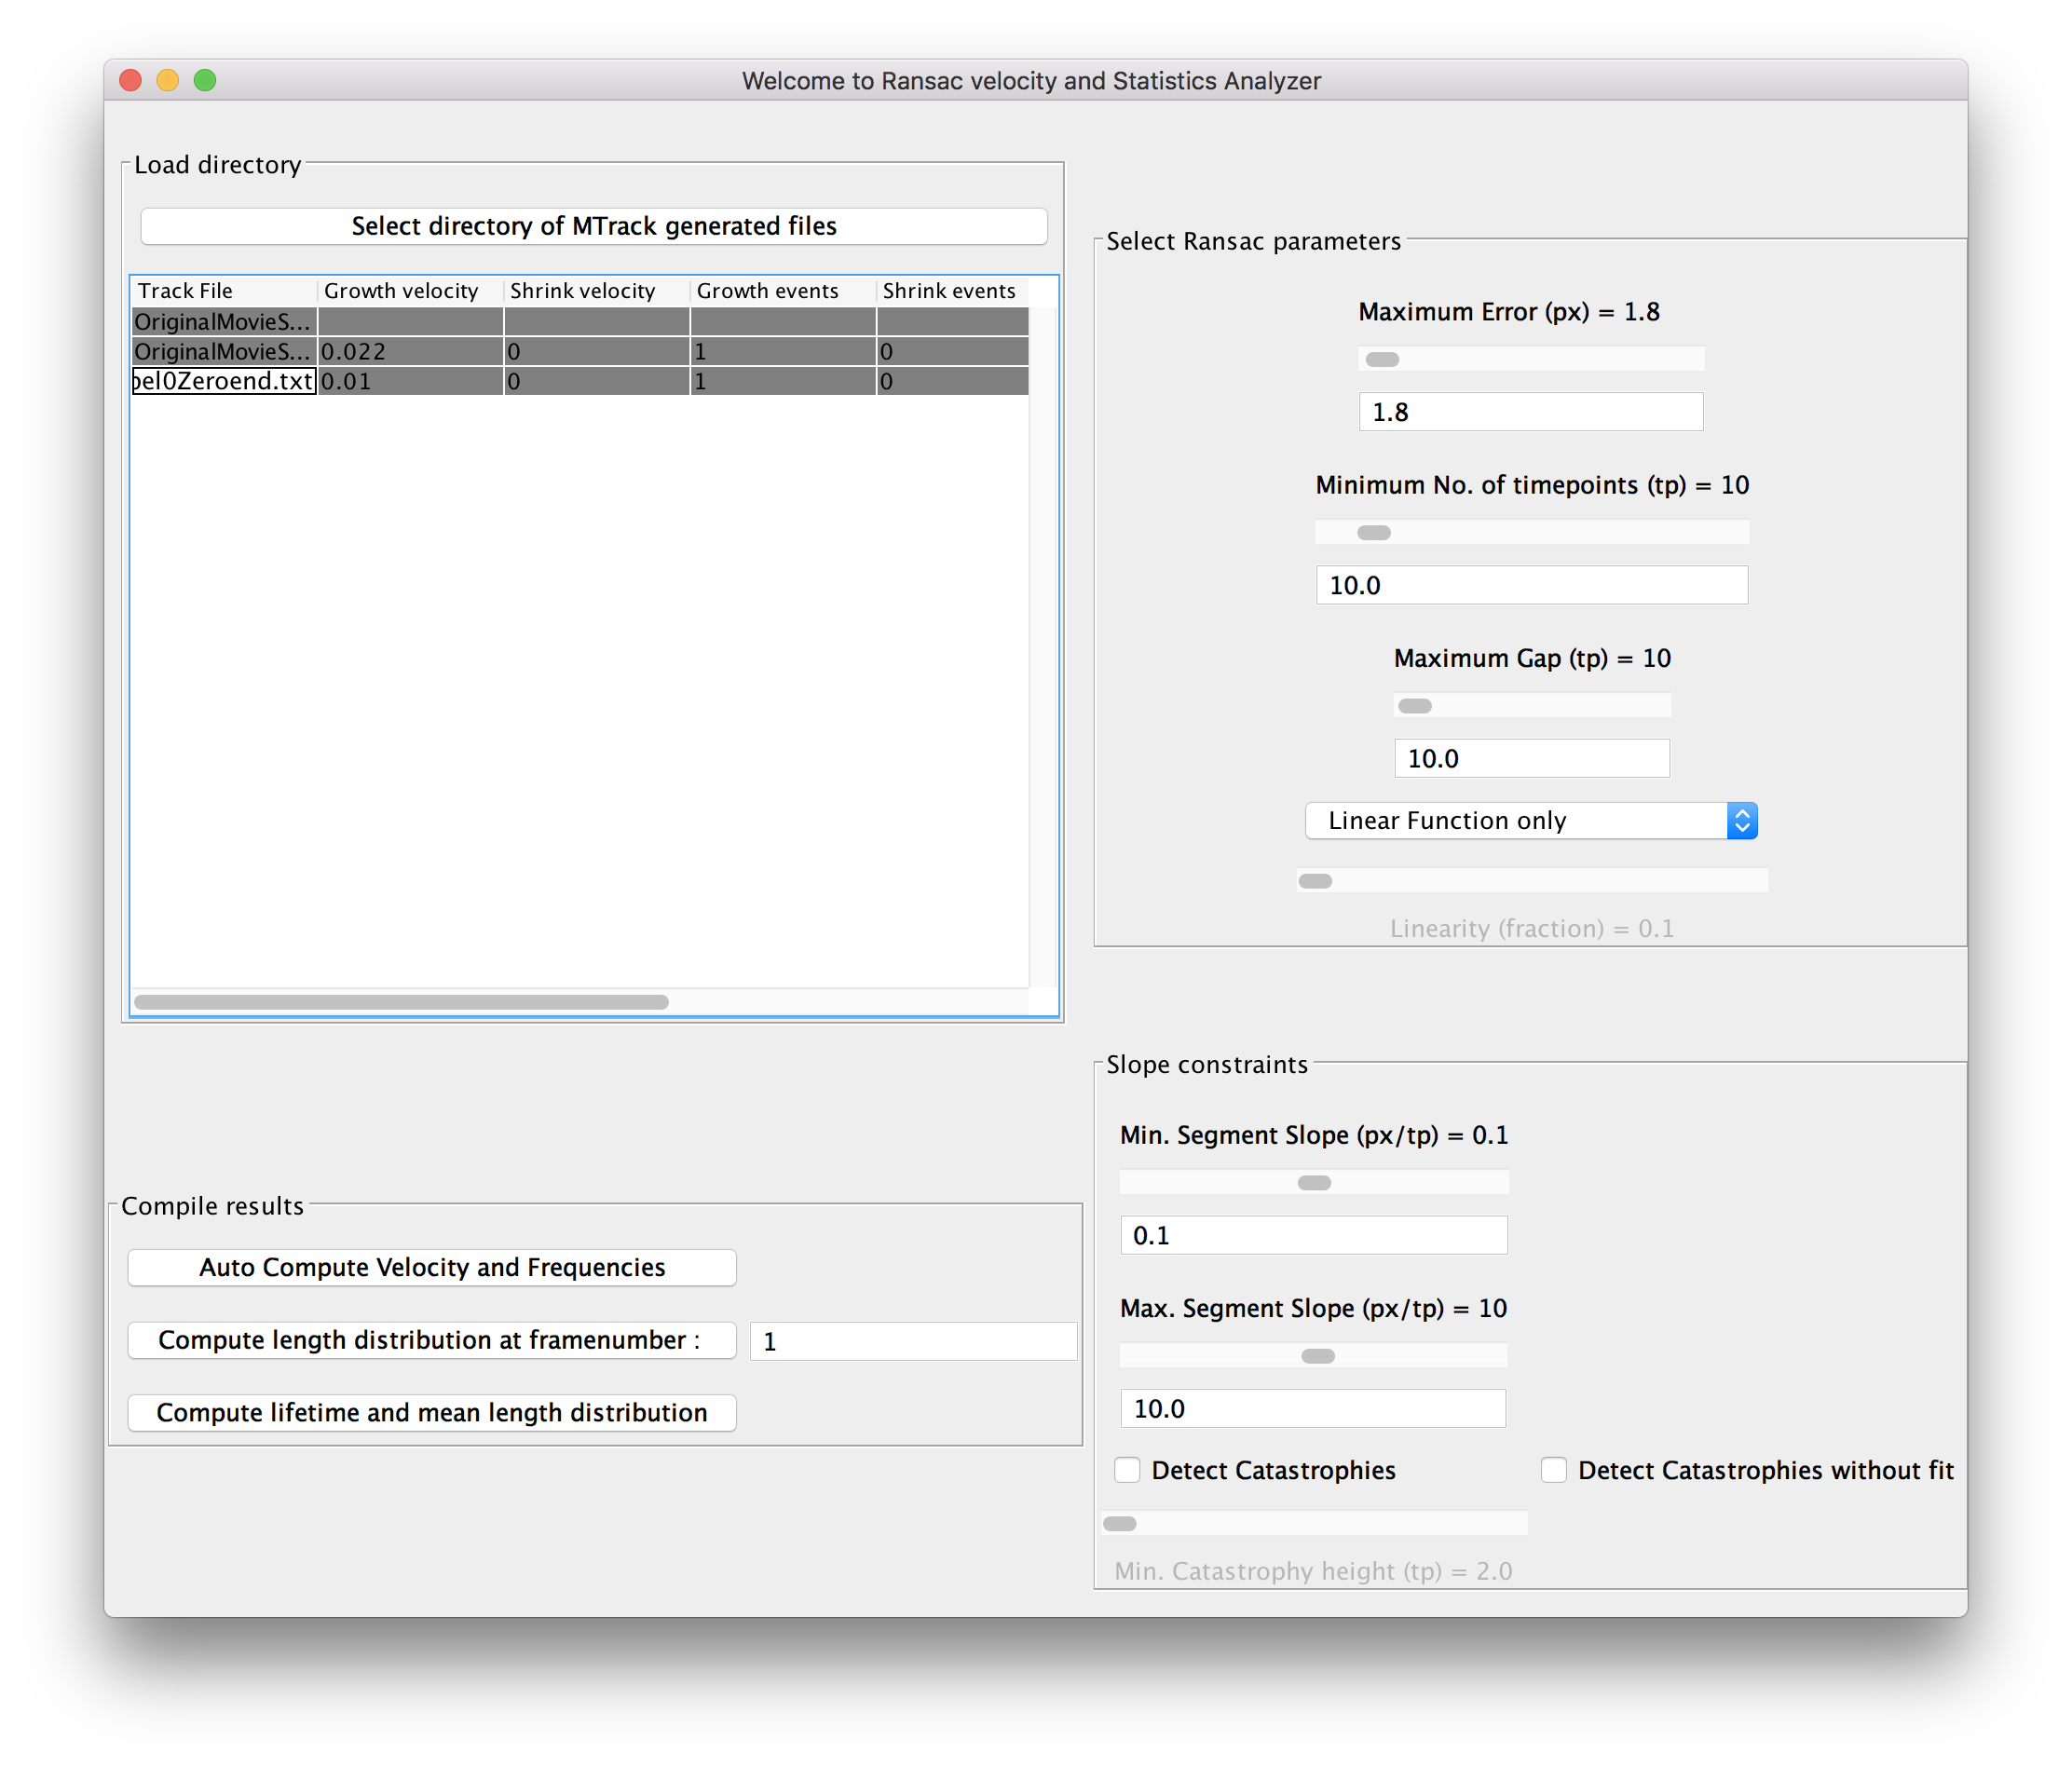 Welcome to Ransac velocity and Statistics Analyzer
Load directory
Select directory of MTrack generated files
Track File Growth velocity Shrink velocity Growth events Shrink events
OriginalMovieS...
OriginalMovieS... 0.022 0 1 0
bel0Zeroend.txt 0.01 0 1 0
Compile results
Auto Compute Velocity and Frequencies
Compute length distribution at framenumber : 1
Compute lifetime and mean length distribution
Select Ransac parameters
Maximum Error (px) = 1.8
1.8
Minimum No. of timepoints (tp) = 10
10.0
Maximum Gap (tp) = 10
10.0
Linear Function only
Linearity (fraction) = 0.1
Slope constraints
Min. Segment Slope (px/tp) = 0.1
0.1
Max. Segment Slope (px/tp) = 10
10.0
Detect Catastrophies Detect Catastrophies without fit
Min. Catastrophy height (tp) = 2.0